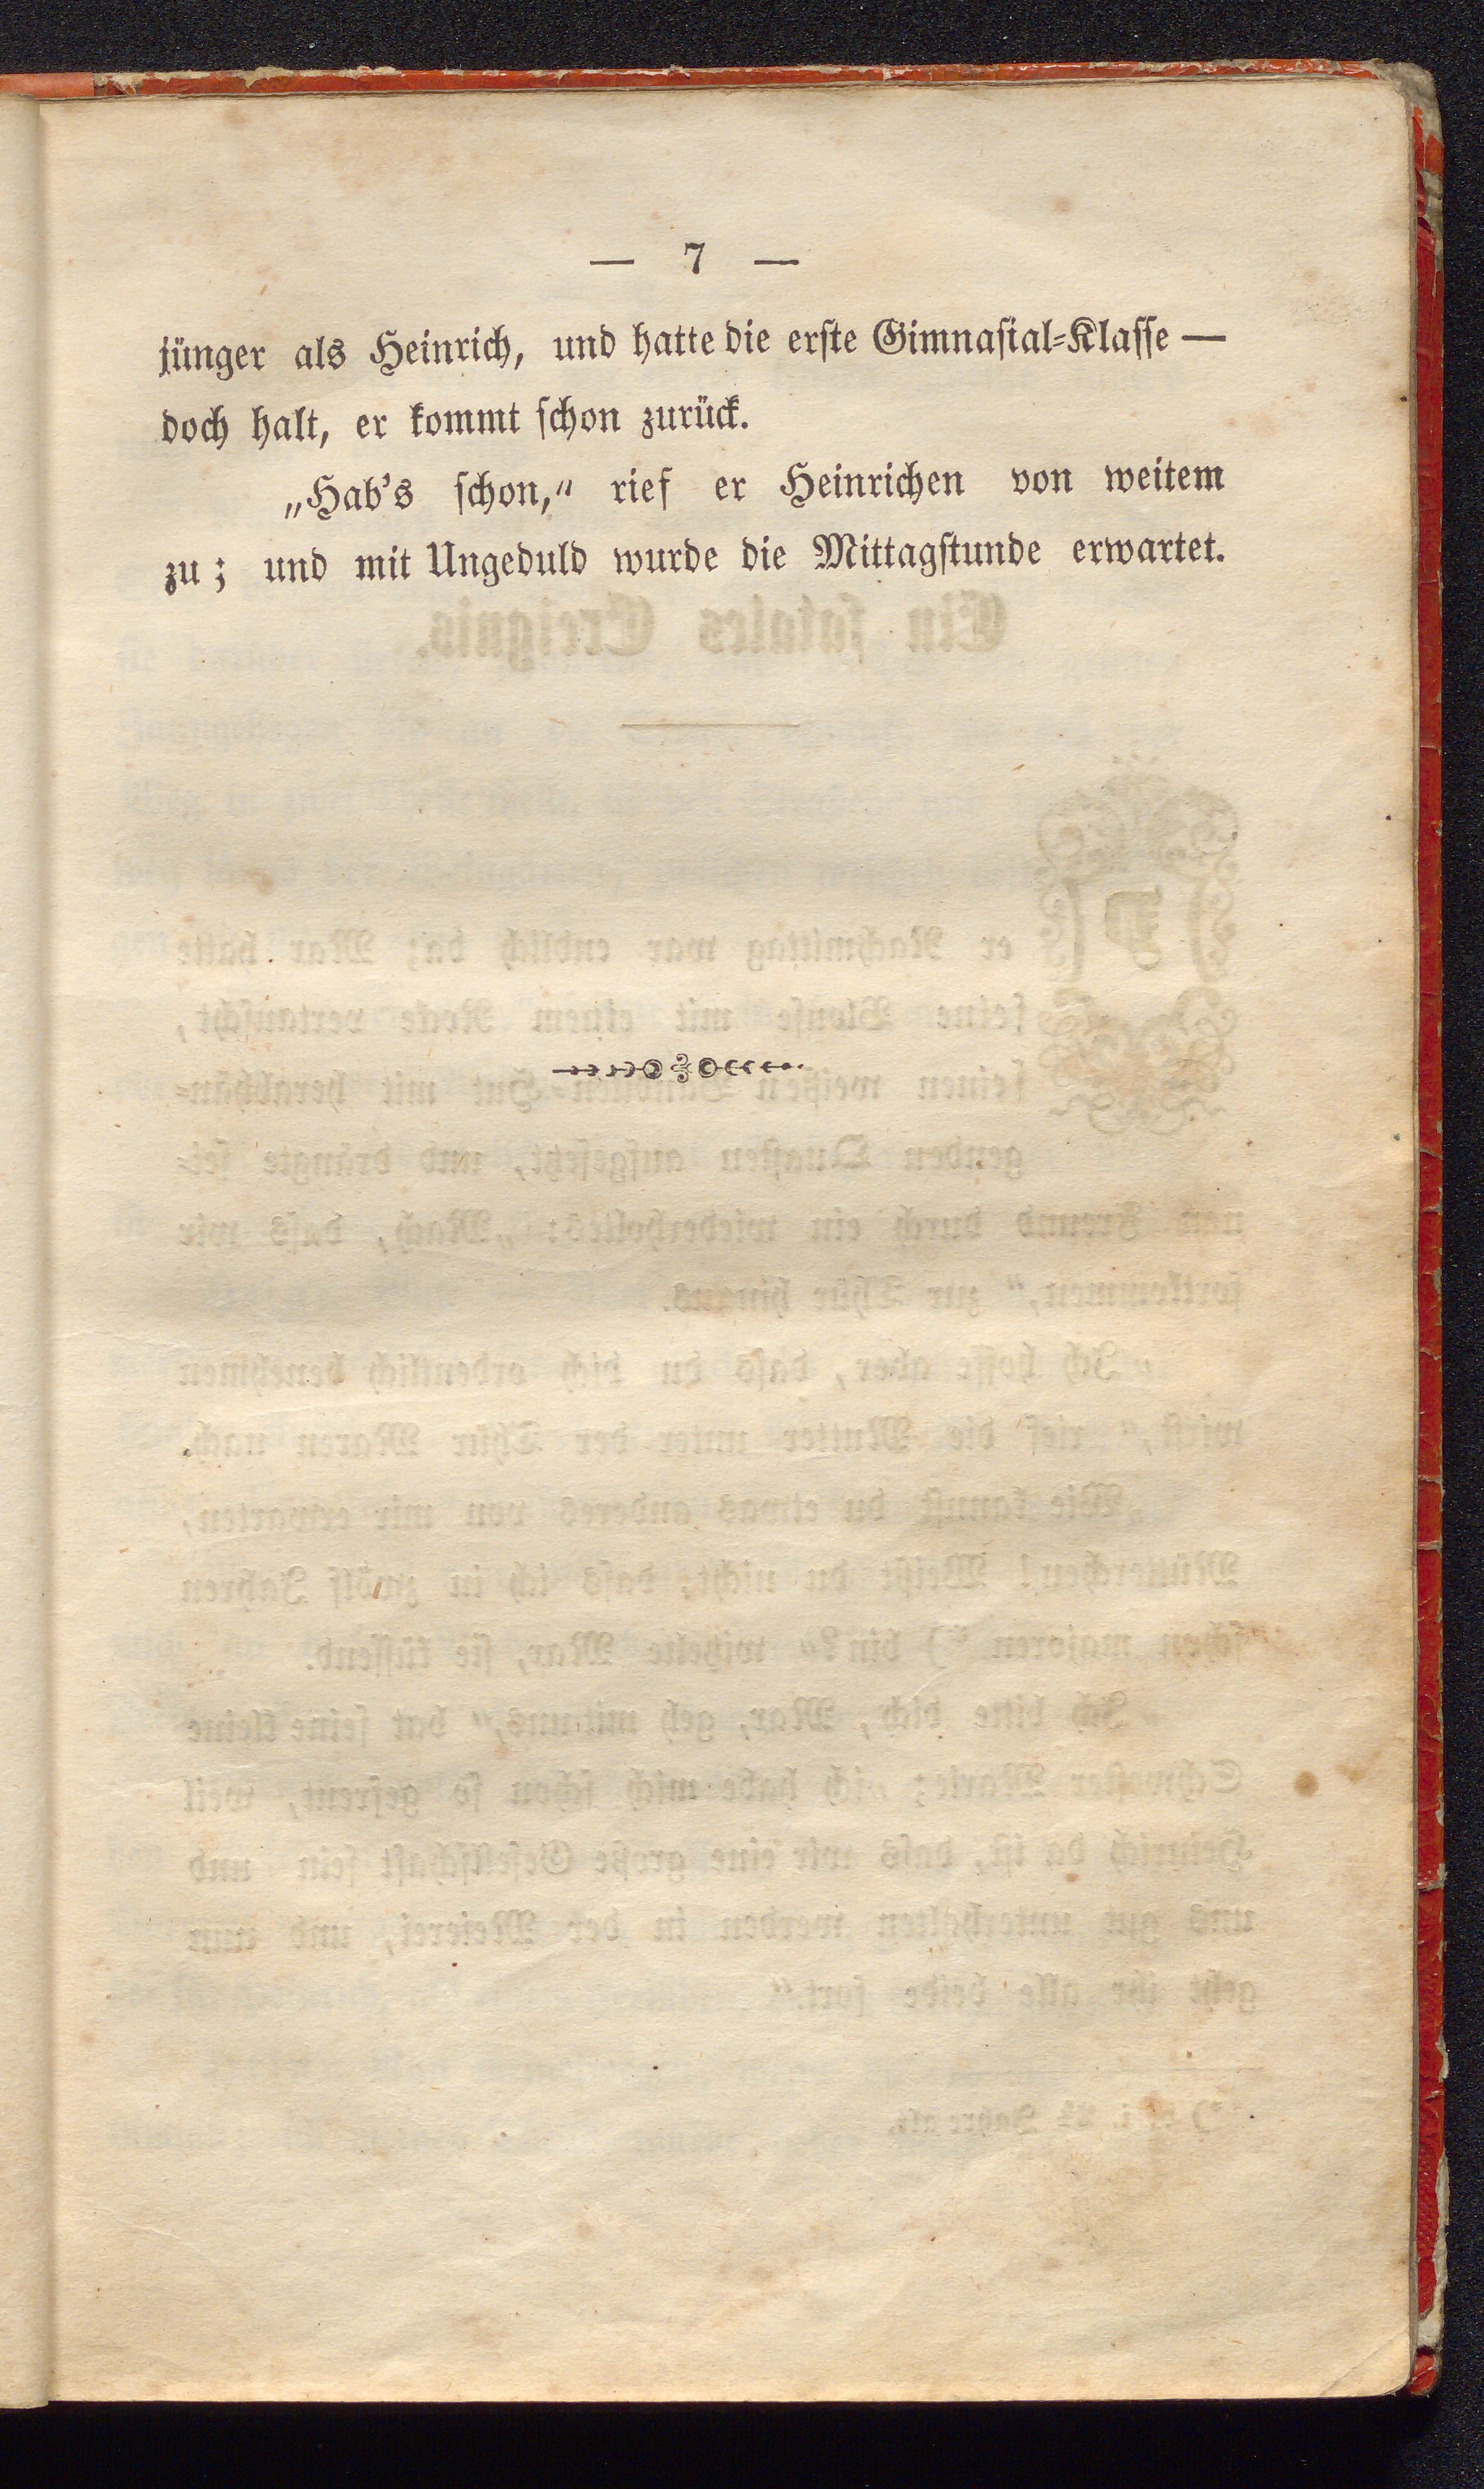 — 7 —
jünger als Heinrich, und hatte die erſte Gimnaſial-Klaſſe —
doch halt, er kommt ſchon zurück.
„Hab's ſchon,“ rief er Heinrichen von weitem
zu; und mit Ungeduld wurde die Mittagſtunde erwartet.